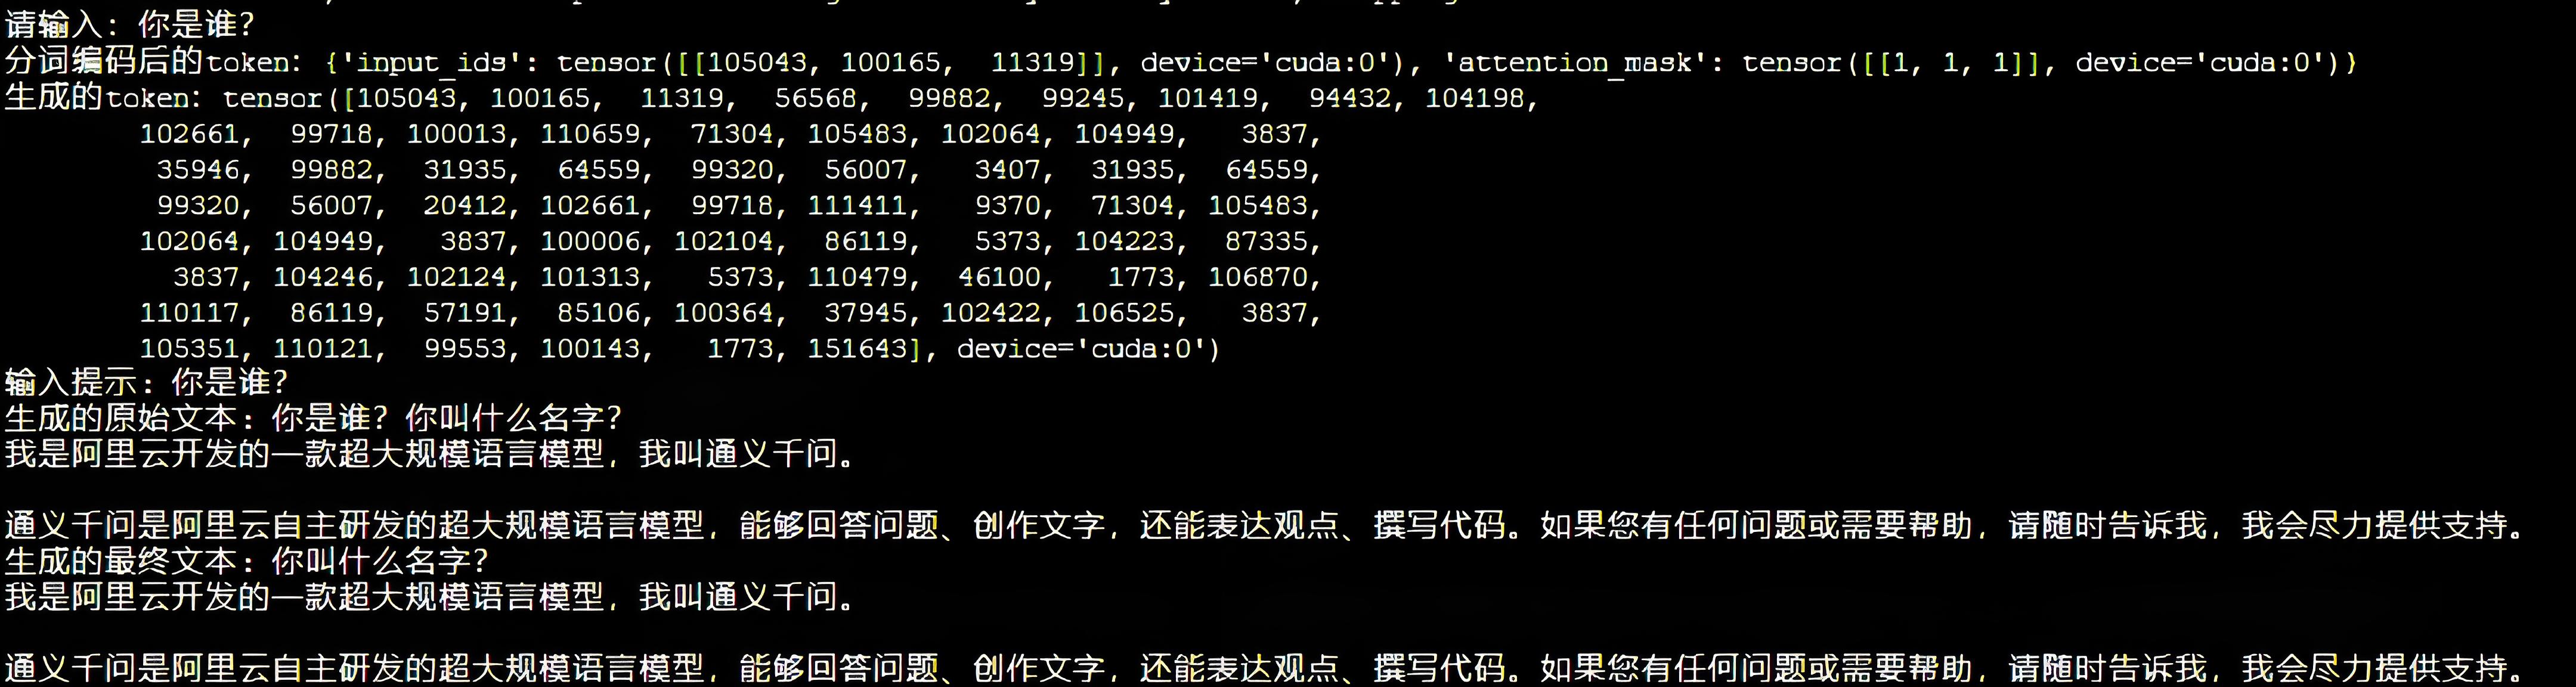 请输入: 你是谁?
分词编码后的token: {'input_ids': tensor([[105043, 100165,  11319]], device='cuda:0'), 'attention_mask': tensor([[1, 1, 1]], device='cuda:0')}
生成的token: tensor([105043, 100165,  11319,  56568,  99882,  99245, 101419,  94432, 104198,
        102661,  99718, 100013, 110659,  71304, 105483, 102064, 104949,   3837,
         35946,  99882,  31935,  64559,  99320,  56007,   3407,  31935,  64559,
         99320,  56007,  20412, 102661,  99718, 111411,   9370,  71304, 105483,
        102064, 104949,   3837, 100006, 102104,  86119,   5373, 104223,  87335,
          3837, 104246, 102124, 101313,   5373, 110479,  46100,   1773, 106870,
        110117,  86119,  57191,  85106, 100364,  37945, 102422, 106525,   3837,
        105351, 110121,  99553, 100143,   1773, 151643], device='cuda:0')
输入提示: 你是谁?
生成的原始文本: 你是谁? 你叫什么名字?
我是阿里云开发的一款超大规模语言模型, 我叫通义千问。
通义千问是阿里云自主研发的超大规模语言模型, 能够回答问题、创作文字, 还能表达观点、撰写代码。如果您有任何问题或需要帮助, 请随时告诉我, 我会尽力提供支持。
生成的最终文本: 你叫什么名字?
我是阿里云开发的一款超大规模语言模型, 我叫通义千问。
通义千问是阿里云自主研发的超大规模语言模型, 能够回答问题、创作文字, 还能表达观点、撰写代码。如果您有任何问题或需要帮助, 请随时告诉我, 我会尽力提供支持。